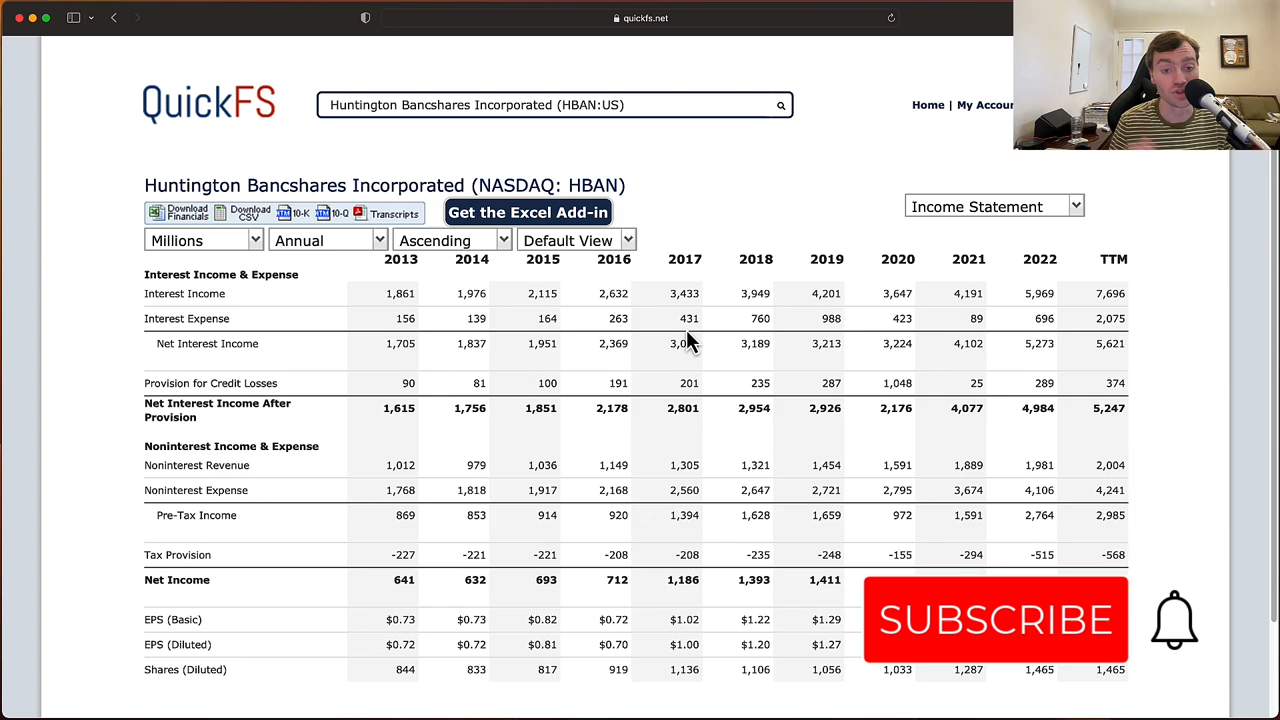 quickfs.net
QuickFS
Huntington Bancshares Incorporated (HBAN:US)
Home | My Accoun
Huntington Bancshares Incorporated (NASDAQ: HBAN)
Download Financials Download CSV 10-K 10-Q Transcripts
Get the Excel Add-in
Income Statement
Millions Annual Ascending Default View
2013 2014 2015 2016 2017 2018 2019 2020 2021 2022 TTM
Interest Income & Expense
Interest Income 1,861 1,976 2,115 2,632 3,433 3,949 4,201 3,647 4,191 5,969 7,696
Interest Expense 156 139 164 263 431 760 988 423 89 696 2,075
Net Interest Income 1,705 1,837 1,951 2,369 3,189 3,213 3,224 4,102 5,273 5,621
Provision for Credit Losses 90 81 100 191 201 235 287 1,048 25 289 374
Net Interest Income After
Provision 1,615 1,756 1,851 2,178 2,801 2,954 2,926 2,176 4,077 4,984 5,247
Noninterest Income & Expense
Noninterest Revenue 1,012 979 1,036 1,149 1,305 1,321 1,454 1,591 1,889 1,981 2,004
Noninterest Expense 1,768 1,818 1,917 2,168 2,560 2,647 2,721 2,795 3,674 4,106 4,241
Pre-Tax Income 869 853 914 920 1,394 1,628 1,659 972 1,591 2,764 2,985
Tax Provision -227 -221 -221 -208 -208 -235 -248 -155 -294 -515 -568
Net Income 641 632 693 712 1,186 1,393 1,411
EPS (Basic) $0.73 $0.73 $0.82 $0.72 $1.02 $1.22 $1.29
EPS (Diluted) $0.72 $0.72 $0.81 $0.70 $1.00 $1.20 $1.27
Shares (Diluted) 844 833 817 919 1,136 1,106 1,056 1,033 1,287 1,465 1,465
SUBSCRIBE